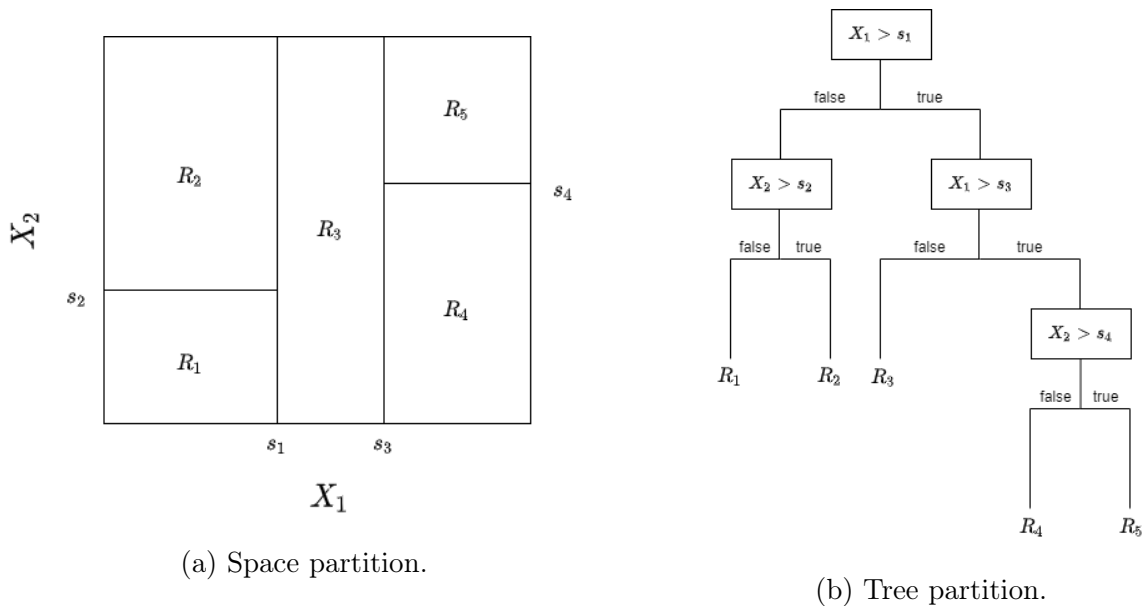 R₂
R₅
R₃
s₄
X₂
s₂
R₁
R₄
s₁
s₃
X₁
(a) Space partition.
X₁ > s₁
false true
X₂ > s₂
X₁ > s₃
false true
false true
X₂ > s₄
R₁
R₂
R₃
false true
R₄
R₅
(b) Tree partition.